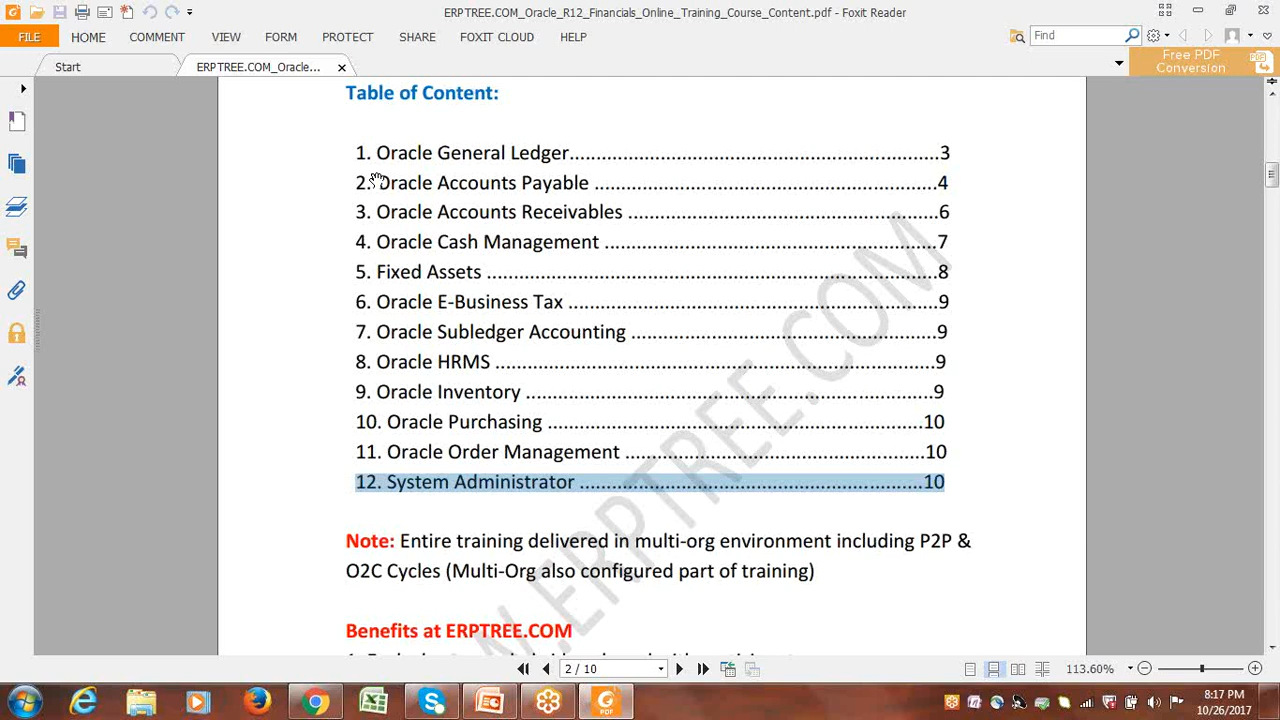 ERPTREE.COM_Oracle_R12_Financials_Online_Training_Course_Content.pdf - Foxit Reader
FILE HOME COMMENT VIEW FORM PROTECT SHARE FOXIT CLOUD HELP Find
Start ERPTREE.COM_Oracle... Free PDF
Conversion
Table of Content:
1. Oracle General Ledger..........................................................................3
2. Oracle Accounts Payable ....................................................................4
3. Oracle Accounts Receivables ..............................................................6
4. Oracle Cash Management ..................................................................7
5. Fixed Assets ........................................................................................8
6. Oracle E-Business Tax .........................................................................9
7. Oracle Subledger Accounting .............................................................9
8. Oracle HRMS .......................................................................................9
9. Oracle Inventory .................................................................................9
10. Oracle Purchasing ...........................................................................10
11. Oracle Order Management ............................................................10
12. System Administrator .....................................................................10
Note: Entire training delivered in multi-org environment including P2P &
O2C Cycles (Multi-Org also configured part of training)
Benefits at ERPTREE.COM
WWW.ERPTREE.COM
2 / 10 113.60%
PDF
8:17 PM
10/26/2017